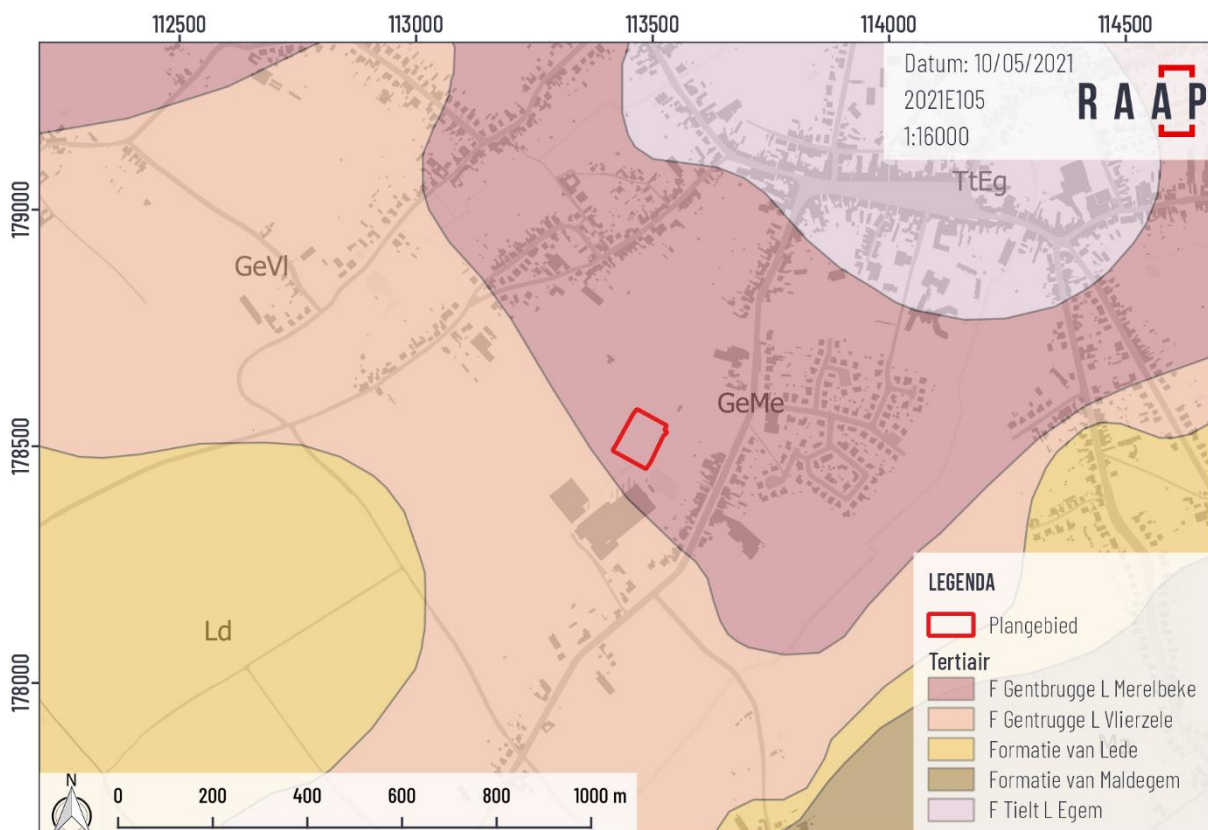 112500 113000 113500 114000 114500
Datum: 10/05/2021
2021E105
1:16000
RAAP
179000
178500
178000
TtEg
GeVl
GeMe
Ld
Ma
LEGENDA
Plangebied
Tertiair
F Gentbrugge L Merelbeke
F Gentrugge L Vlierzele
Formatie van Lede
Formatie van Maldegem
F Tielt L Egem
N
0 200 400 600 800 1000 m